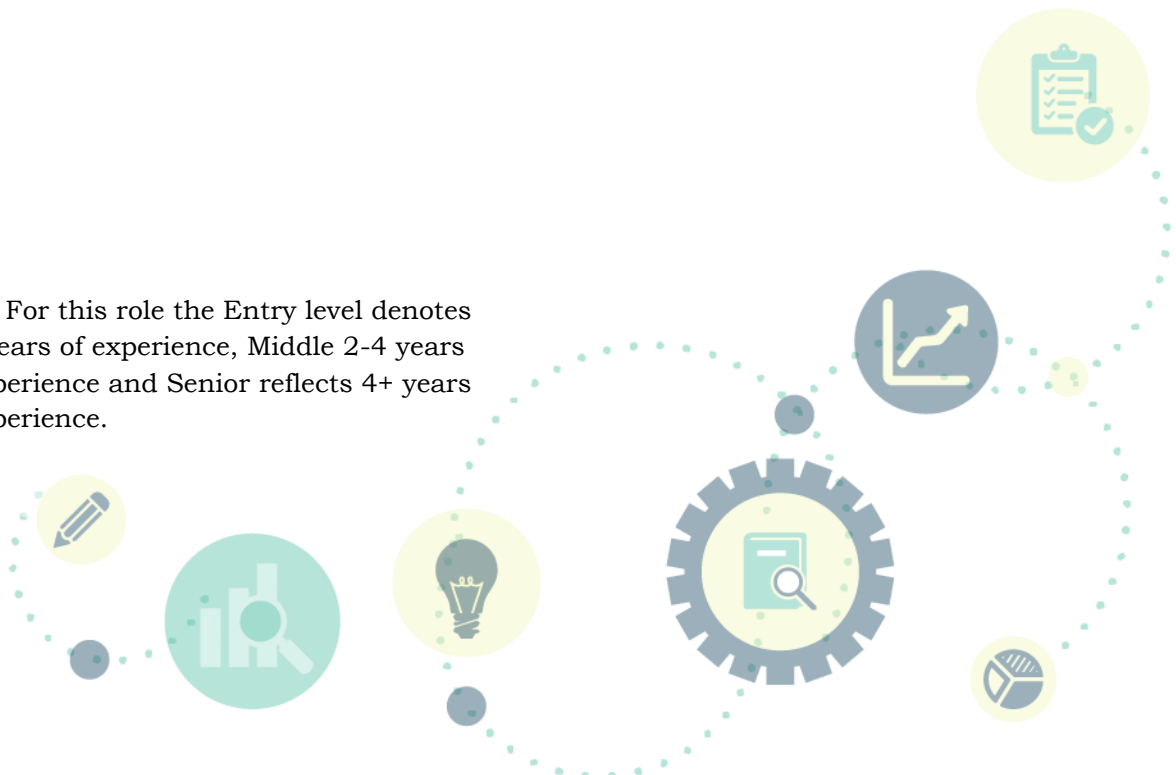 For this role the Entry level denotes
ears of experience, Middle 2-4 years
perience and Senior reflects 4+ years
perience.